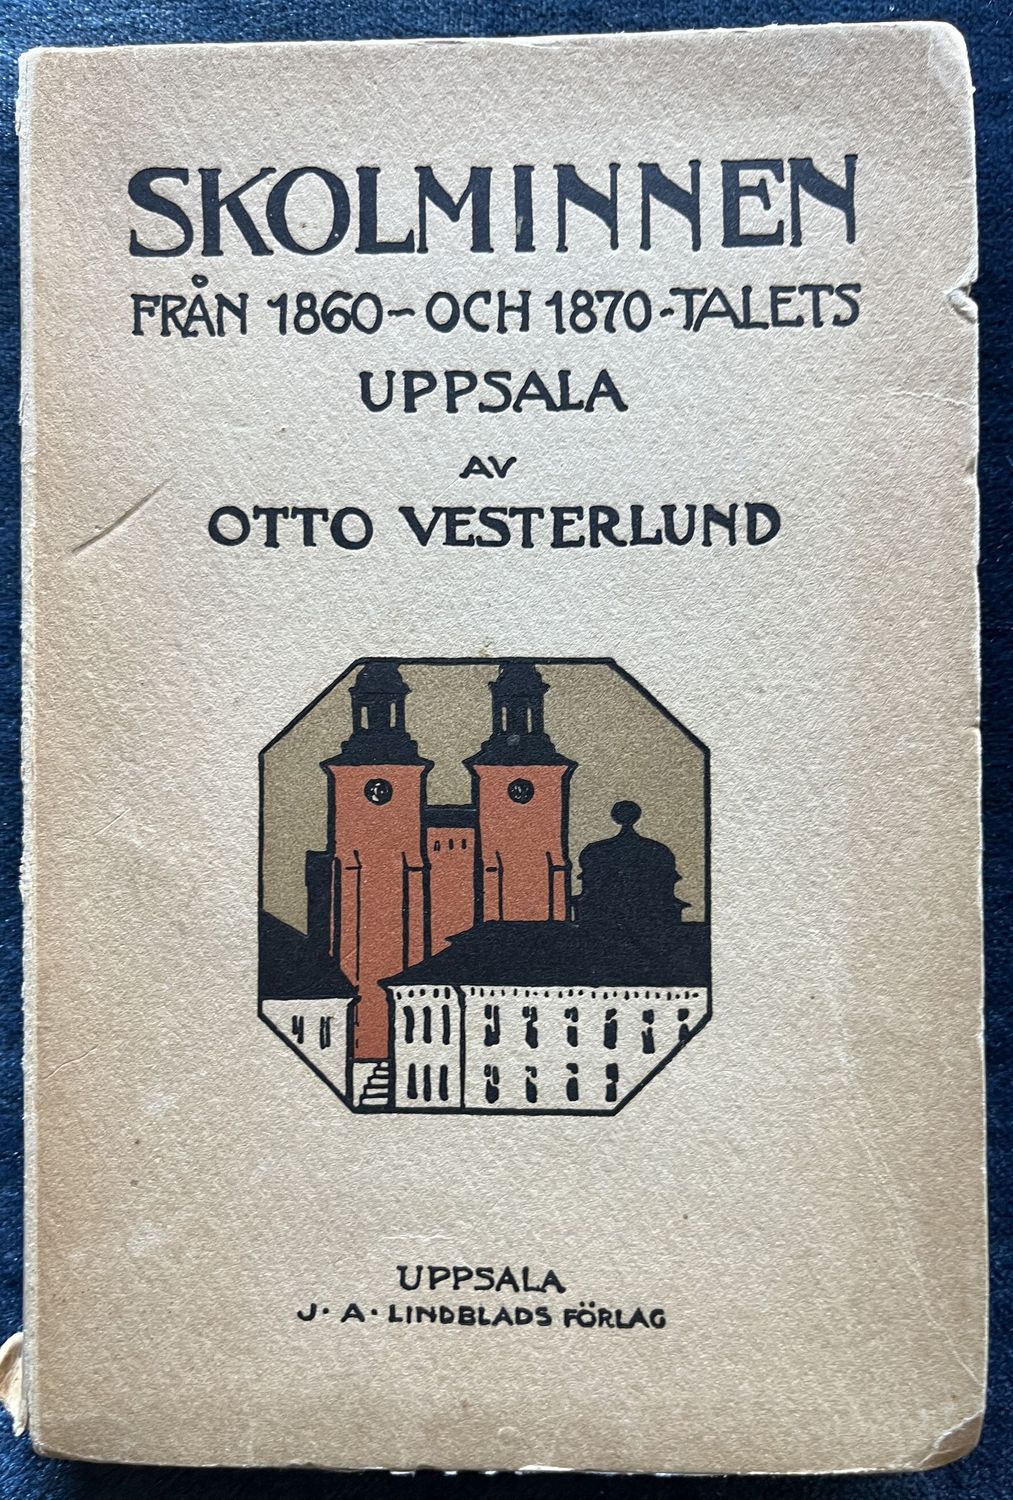 SKOLMINNEN
FRÅN 1860-OCH 1870-TALETS
UPPSALA
AV
OTTO VESTERLUND
UPPSALA
J. A. LINDBLADS FÖRLAG